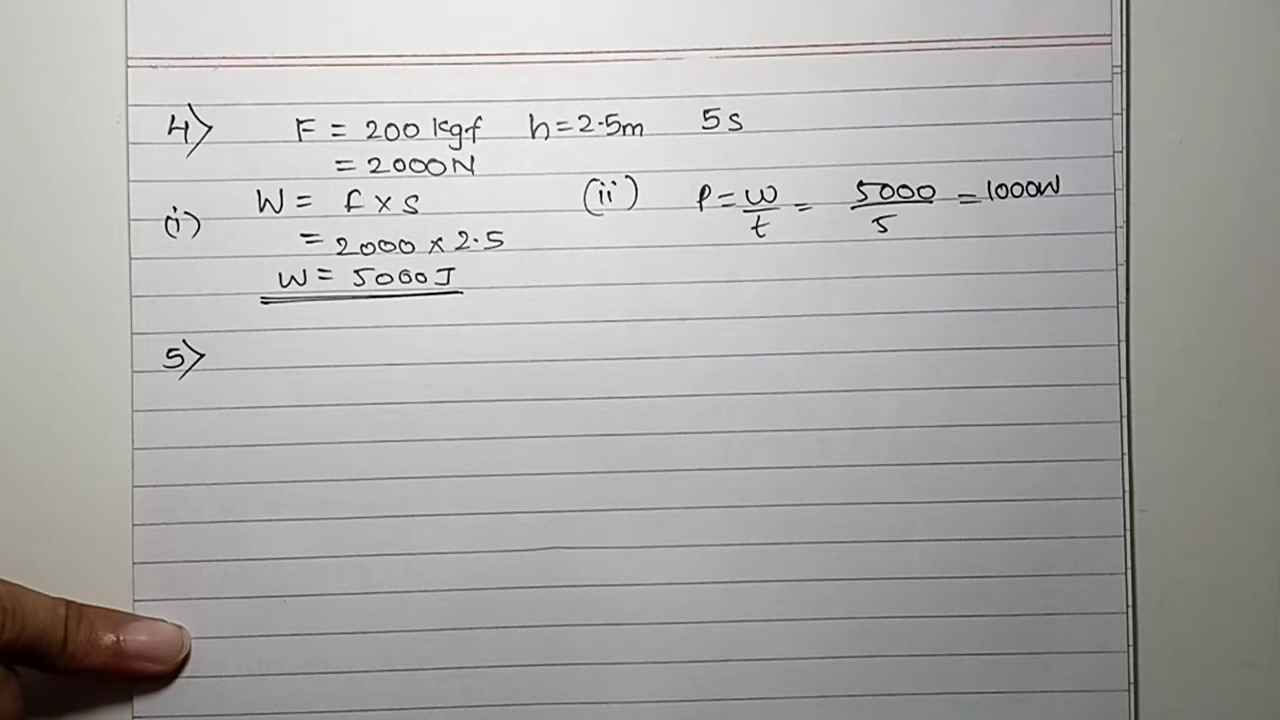 4) F = 200 kgf h = 2.5m 5s
= 2000N
(i) W = f × s
= 2000 × 2.5
W = 5000J
(ii) P = w/t = 5000/5 = 1000W
5)